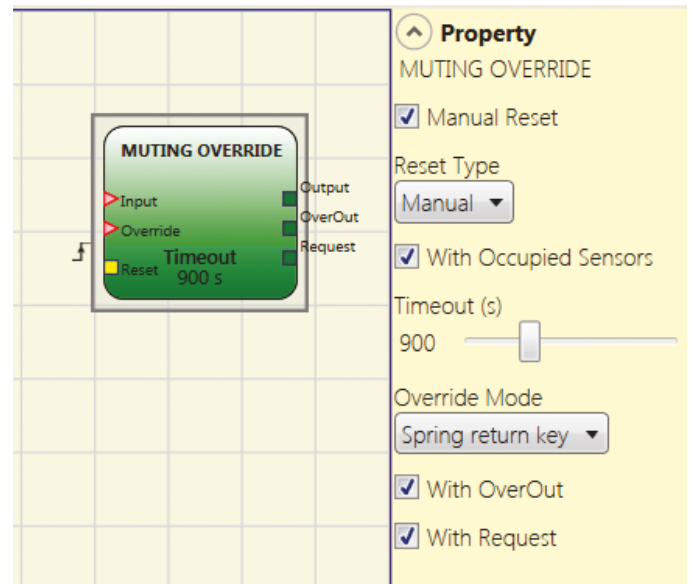 MUTING OVERRIDE
Input
Override
Reset
Timeout
900 s
Output
OverOut
Request
Property
MUTING OVERRIDE
Manual Reset
Reset Type
Manual
With Occupied Sensors
Timeout (s)
900
Override Mode
Spring return key
With OverOut
With Request